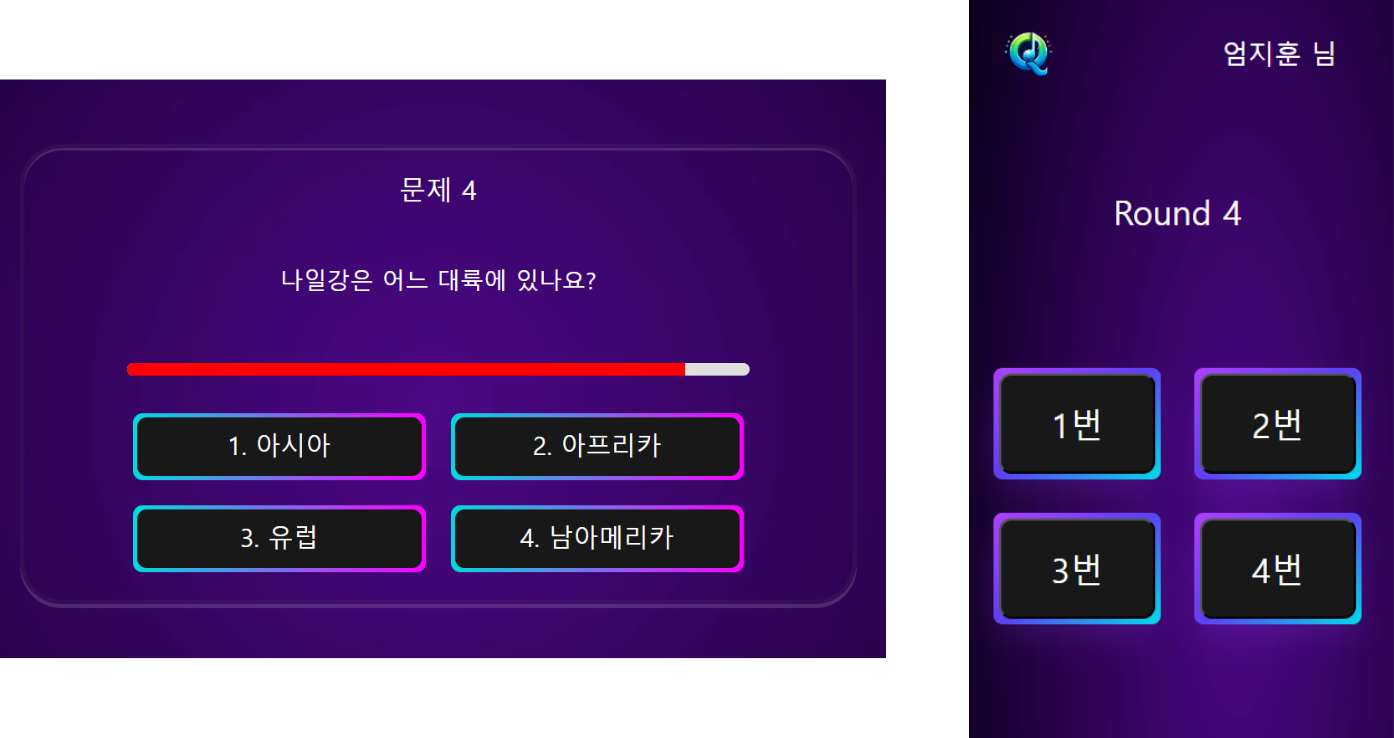 문제 4
나일강은 어느 대륙에 있나요?
1. 아시아
2. 아프리카
3. 유럽
4. 남아메리카
엄지훈 님
Round 4
1번
2번
3번
4번